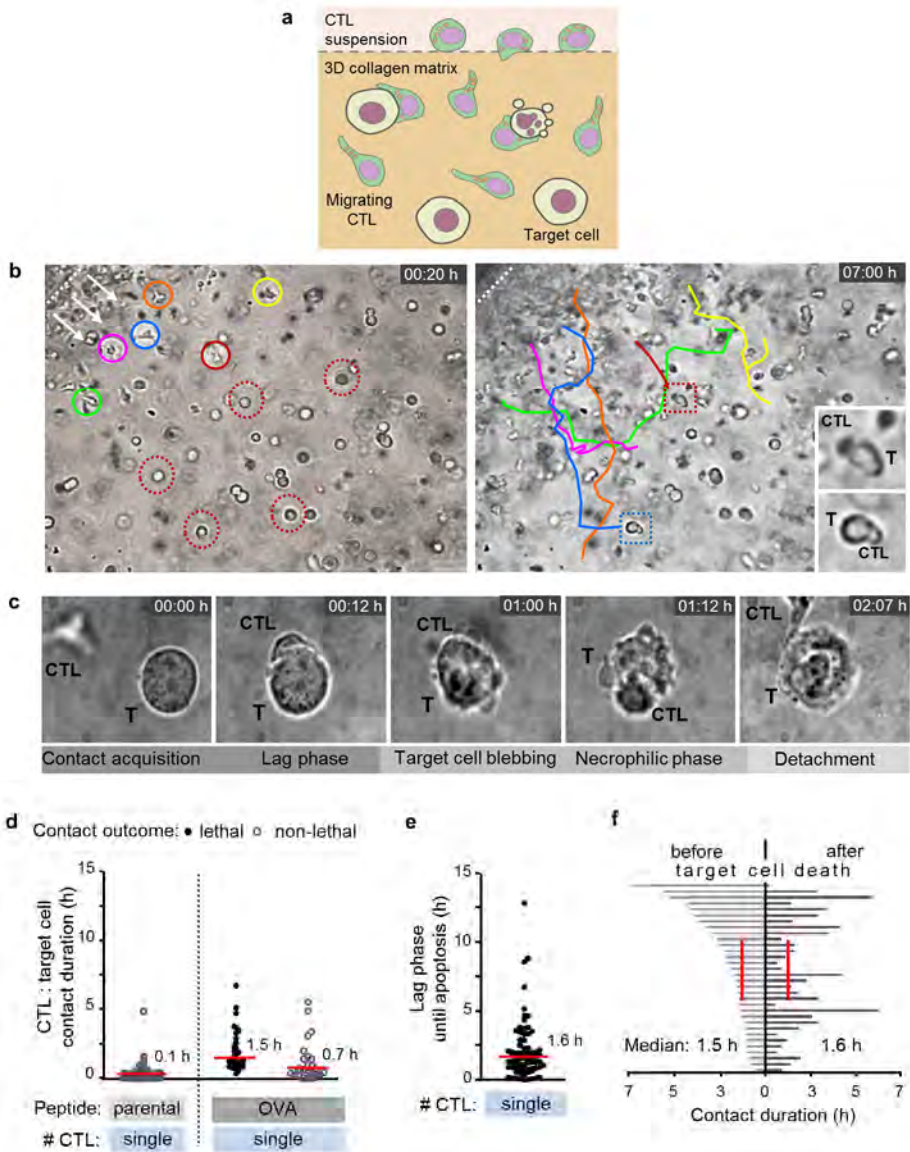 a
CTL
suspension
3D collagen matrix
Migrating
CTL
Target cell
b
00:20 h
07:00 h
CTL
T
T
CTL
c
00:00 h
00:12 h
01:00 h
01:12 h
02:07 h
CTL
T
CTL
T
CTL
T
T
CTL
CTL
T
Contact acquisition
Lag phase
Target cell blebbing
Necrophilic phase
Detachment
d
Contact outcome: ● lethal ○ non-lethal
CTL : target cell
contact duration (h)
15
10
5
0
0.1 h
1.5 h
0.7 h
Peptide: parental OVA
# CTL: single single
e
Lag phase
until apoptosis (h)
15
10
5
0
1.6 h
# CTL: single
f
before after
target cell death
Median: 1.5 h 1.6 h
7 5 3 0 3 5 7
Contact duration (h)